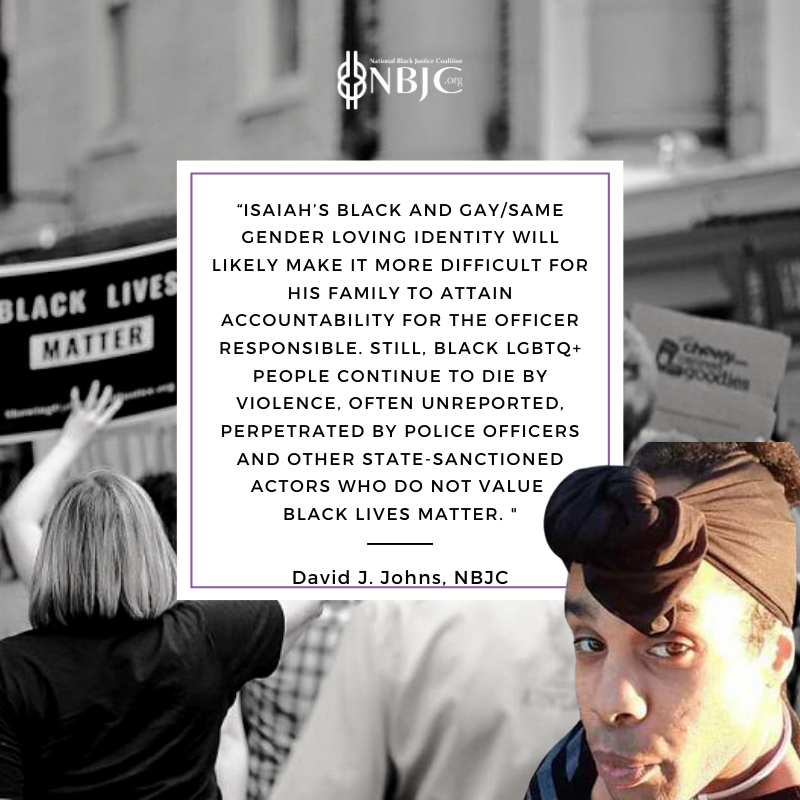 National Black Justice Coalition
NBJC.org
“ISAIAH’S BLACK AND GAY/SAME
GENDER LOVING IDENTITY WILL
LIKELY MAKE IT MORE DIFFICULT FOR
HIS FAMILY TO ATTAIN
ACCOUNTABILITY FOR THE OFFICER
RESPONSIBLE. STILL, BLACK LGBTQ+
PEOPLE CONTINUE TO DIE BY
VIOLENCE, OFTEN UNREPORTED,
PERPETRATED BY POLICE OFFICERS
AND OTHER STATE-SANCTIONED
ACTORS WHO DO NOT VALUE
BLACK LIVES MATTER. "
David J. Johns, NBJC
BLACK LIVES
MATTER
chewy
goodies